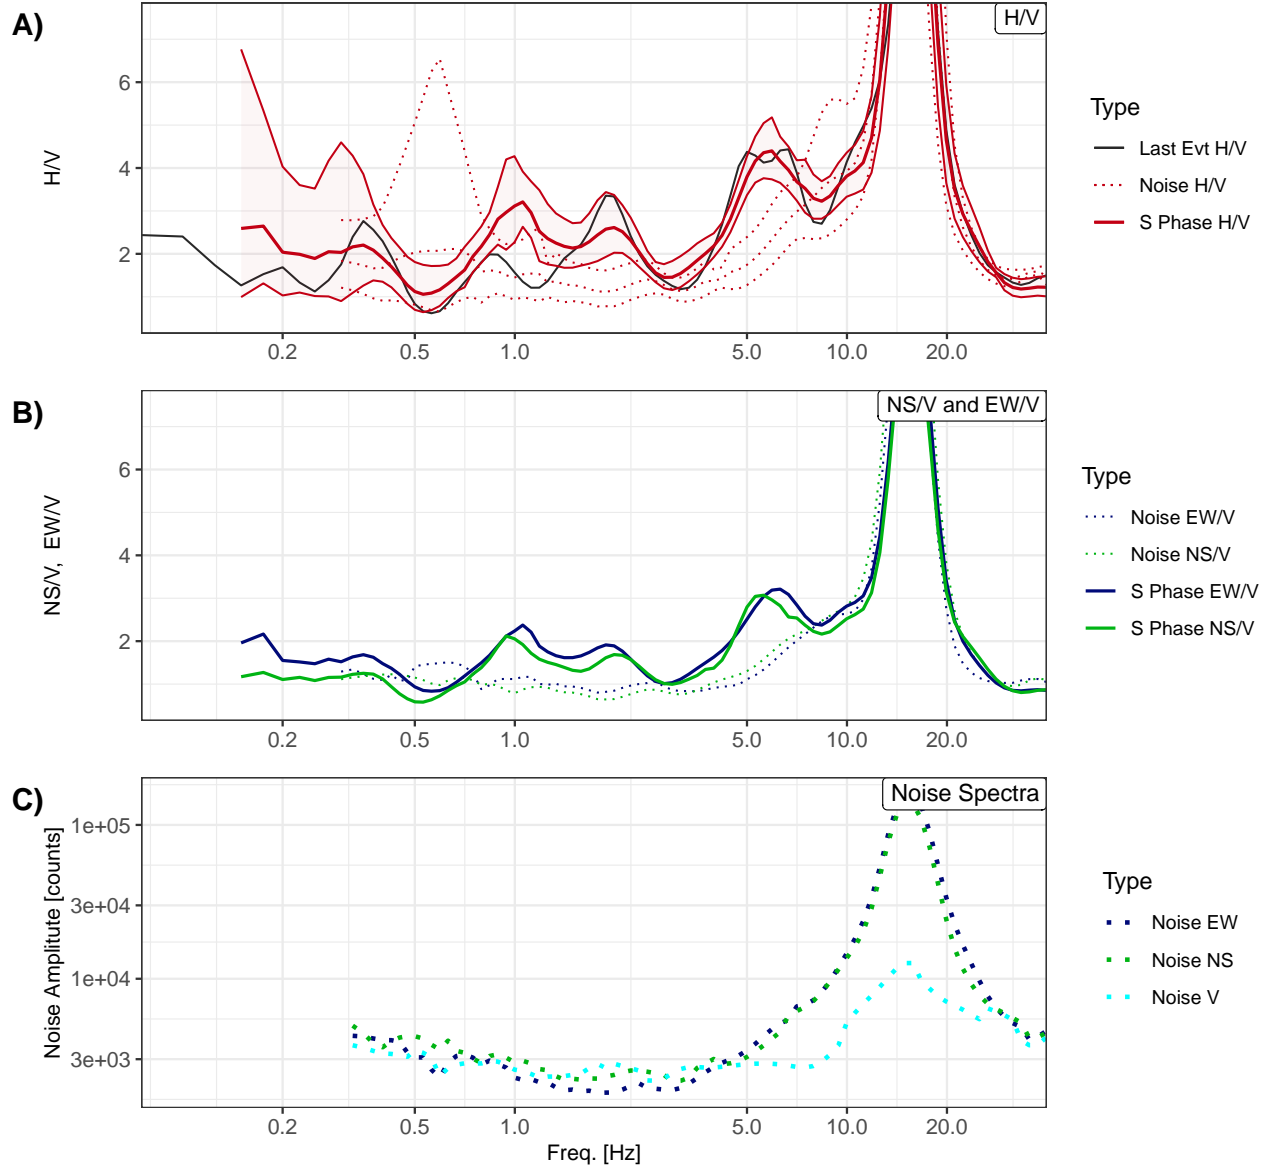 A)
H/V
H/V
6
4
2
0.2
0.5
1.0
5.0
10.0
20.0
Type
Last Evt H/V
Noise H/V
S Phase H/V
B)
NS/V and EW/V
NS/V, EW/V
6
4
2
0.2
0.5
1.0
5.0
10.0
20.0
Type
Noise EW/V
Noise NS/V
S Phase EW/V
S Phase NS/V
C)
Noise Spectra
Noise Amplitute [counts]
1e+05
3e+04
1e+04
3e+03
0.2
0.5
1.0
5.0
10.0
20.0
Freq. [Hz]
Type
Noise EW
Noise NS
Noise V